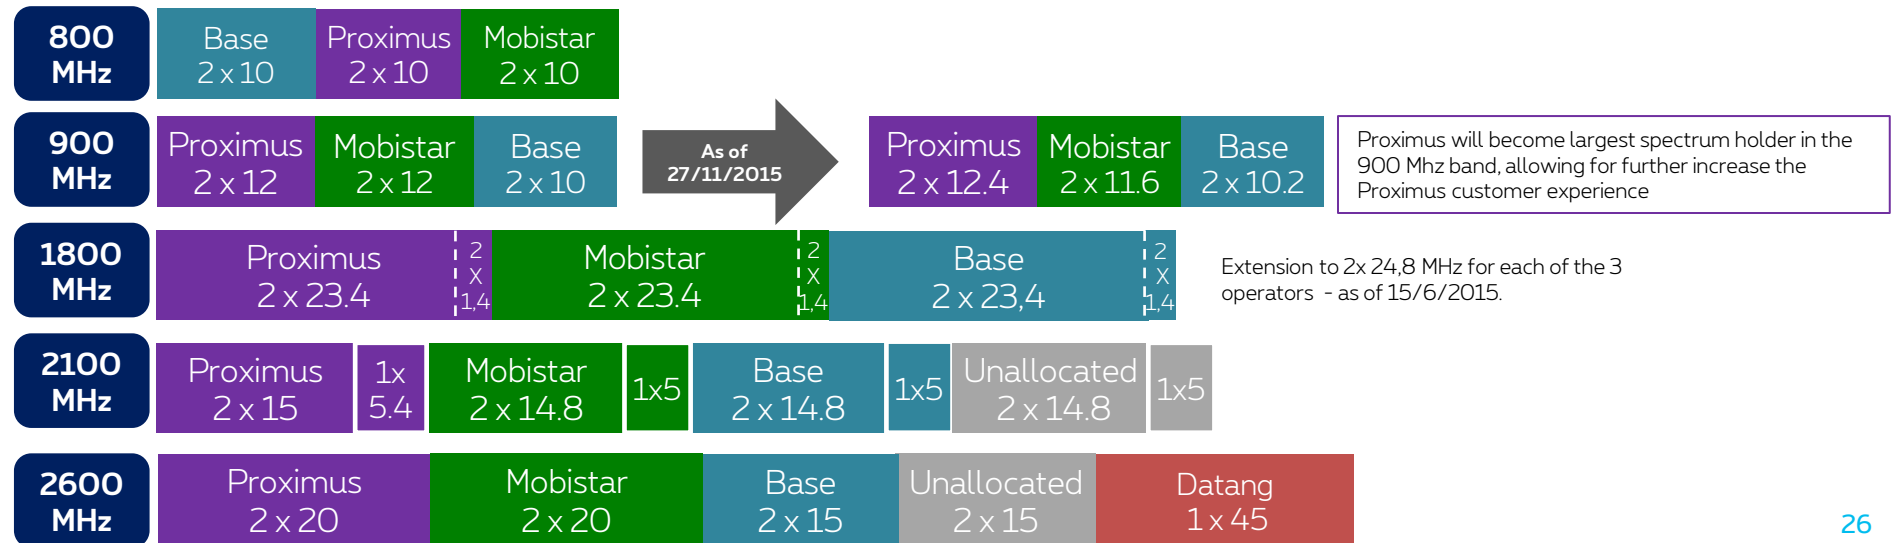 800
MHz
Base
2 x 10
Proximus
2 x 10
Mobistar
2 x 10
900
MHz
Proximus
2 x 12
Mobistar
2 x 12
Base
2 x 10
As of
27/11/2015
Proximus
2 x 12.4
Mobistar
2 x 11.6
Base
2 x 10.2
Proximus will become largest spectrum holder in the
900 Mhz band, allowing for further increase the
Proximus customer experience
1800
MHz
Proximus
2 x 23.4
2
X
1,4
Mobistar
2 x 23.4
2
X
1,4
Base
2 x 23,4
2
X
1,4
Extension to 2x 24,8 MHz for each of the 3
operators - as of 15/6/2015.
2100
MHz
Proximus
2 x 15
1x
5.4
Mobistar
2 x 14.8
1x5
Base
2 x 14.8
1x5
Unallocated
2 x 14.8
1x5
2600
MHz
Proximus
2 x 20
Mobistar
2 x 20
Base
2 x 15
Unallocated
2 x 15
Datang
1 x 45
26